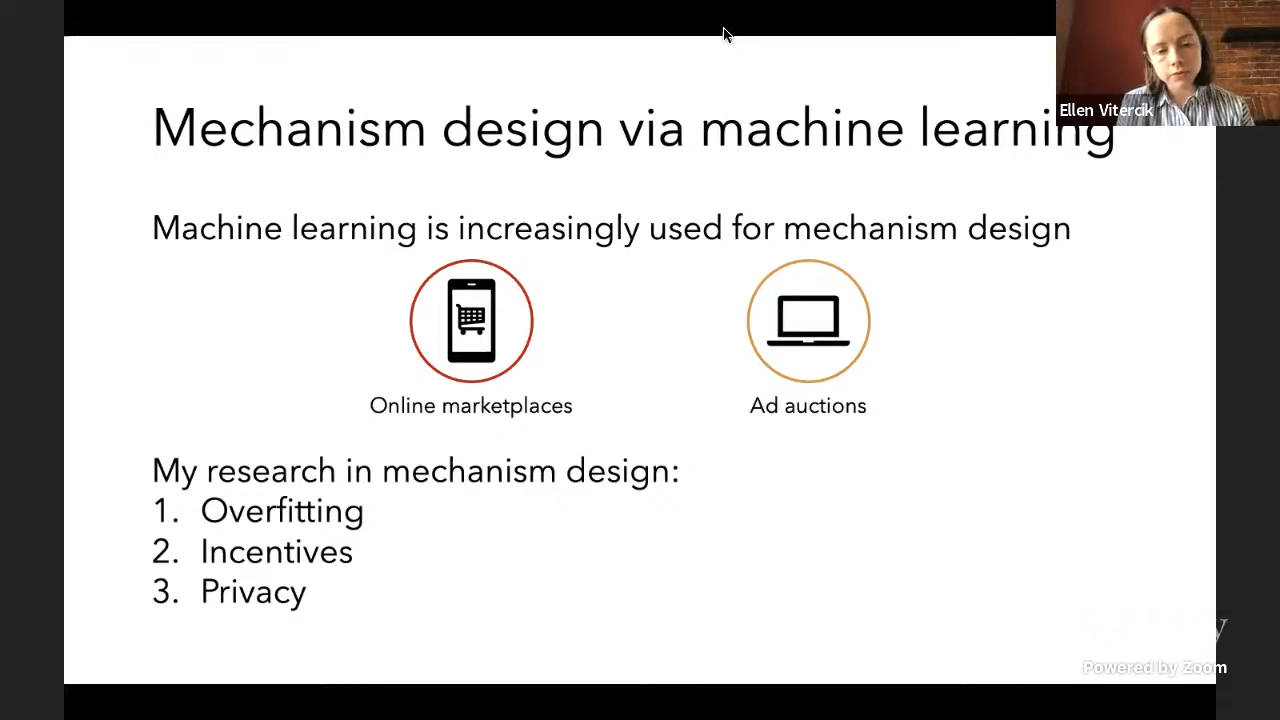 Mechanism design via machine learning
Ellen Vitercik
Machine learning is increasingly used for mechanism design
Online marketplaces
Ad auctions
My research in mechanism design:
1. Overfitting
2. Incentives
3. Privacy
Powered by Zoom